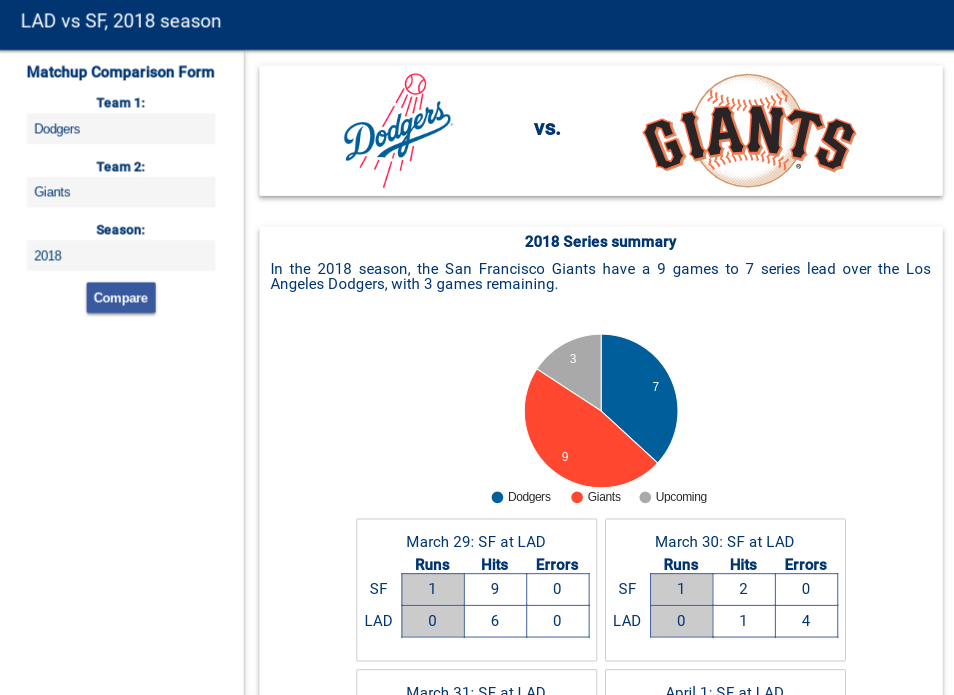 LAD vs SF, 2018 season
Matchup Comparison Form
Team 1:
Dodgers
Team 2:
Giants
Season:
2018
Compare
Dodgers
vs.
GIANTS
2018 Series summary
In the 2018 season, the San Francisco Giants have a 9 games to 7 series lead over the Los
Angeles Dodgers, with 3 games remaining.
3
7
9
Dodgers Giants Upcoming
March 29: SF at LAD
Runs Hits Errors
SF 1 9 0
LAD 0 6 0
March 30: SF at LAD
Runs Hits Errors
SF 1 2 0
LAD 0 1 4
March 31: SF at LAD
April 1: SF at LAD